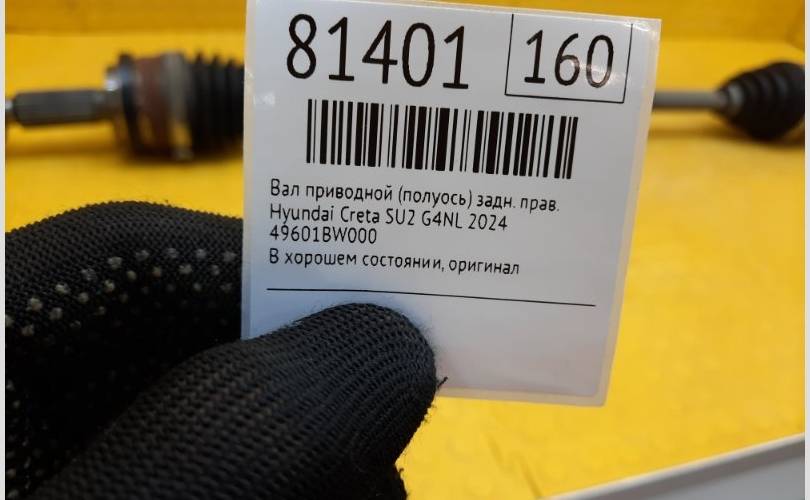 81401 160
Вал приводной (полуось) задн. прав.
Hyundai Creta SU2 G4NL 2024
49601BW000
В хорошем состоянии, оригинал